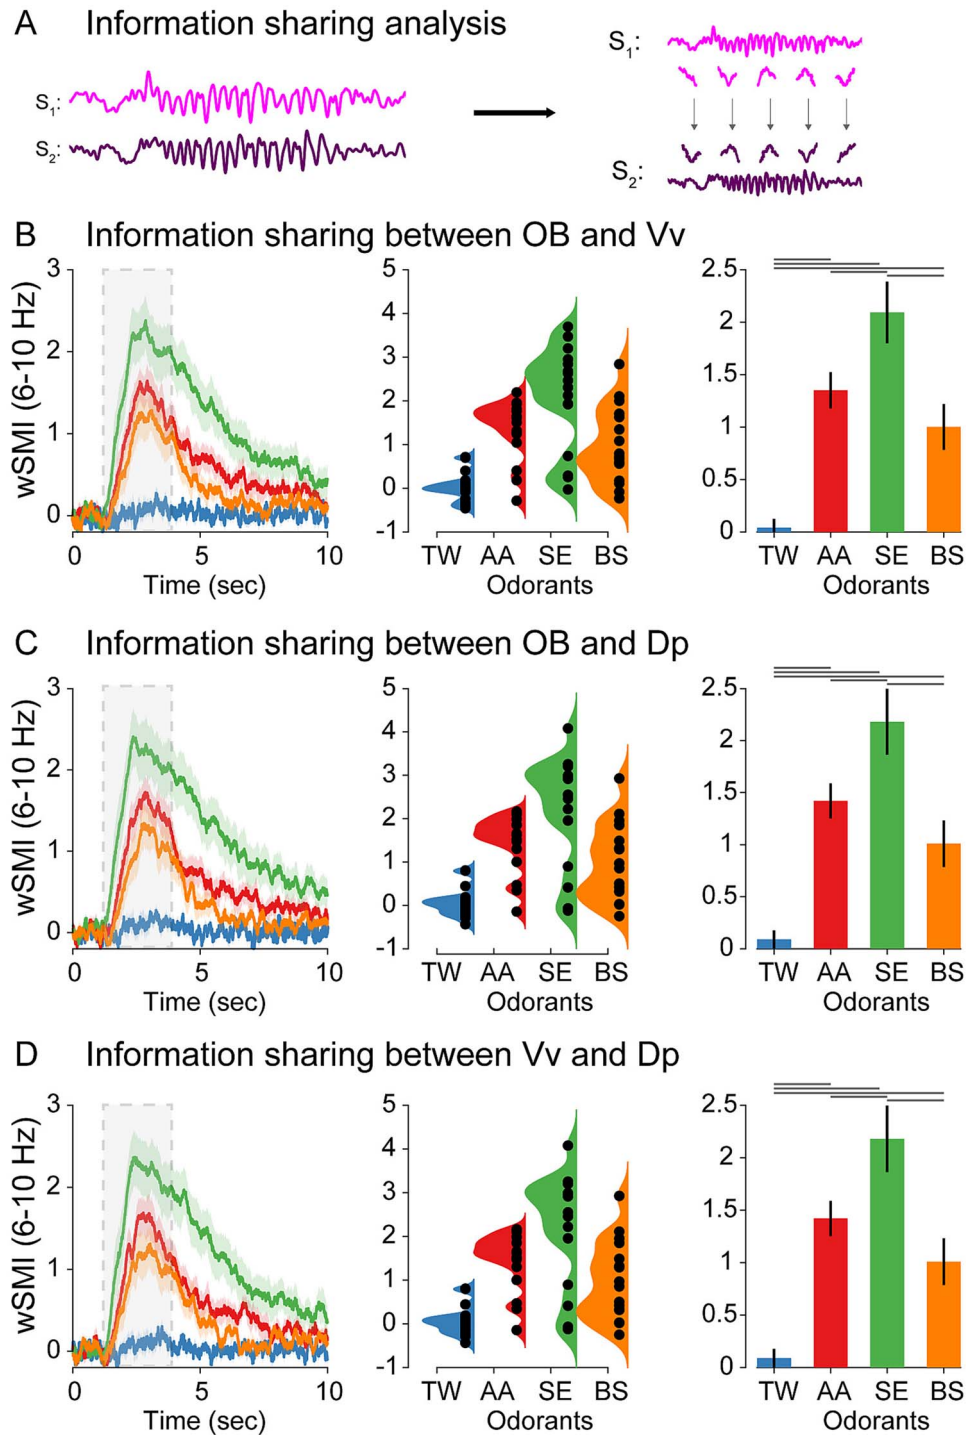 A Information sharing analysis
S1:
S2:
S1:
S2:
B Information sharing between OB and Vv
wSMI (6-10 Hz)
3
2
1
0
0 5 10
Time (sec)
5
4
3
2
1
0
-1
TW AA SE BS
Odorants
2.5
2
1.5
1
0.5
0
TW AA SE BS
Odorants
C Information sharing between OB and Dp
wSMI (6-10 Hz)
3
2
1
0
0 5 10
Time (sec)
5
4
3
2
1
0
-1
TW AA SE BS
Odorants
2.5
2
1.5
1
0.5
0
TW AA SE BS
Odorants
D Information sharing between Vv and Dp
wSMI (6-10 Hz)
3
2
1
0
0 5 10
Time (sec)
5
4
3
2
1
0
-1
TW AA SE BS
Odorants
2.5
2
1.5
1
0.5
0
TW AA SE BS
Odorants